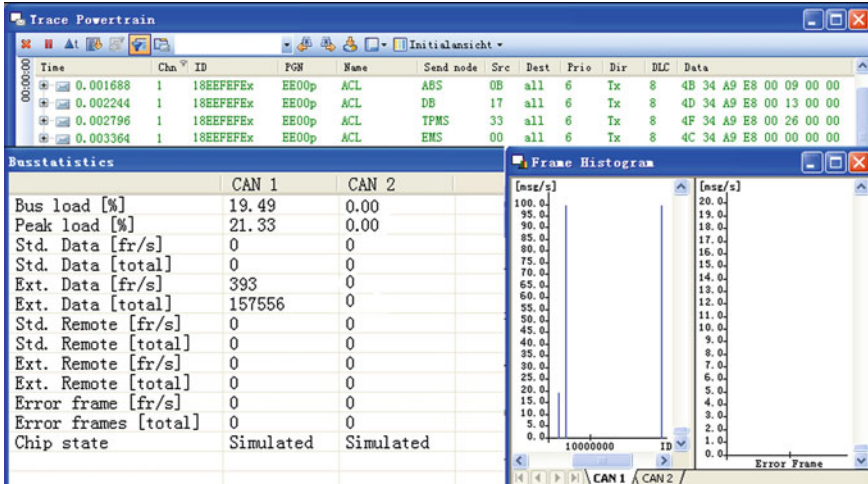 Trace Powertrain
Δt Initialansicht
00:00:00
Time Chn ID PGN Name Send node Src Dest Prio Dir DLC Data
0.001688 1 18EEFEFEx EE00p ACL ABS 0B all 6 Tx 8 4B 34 A9 E8 00 09 00 00
0.002244 1 18EEFEFEx EE00p ACL DB 17 all 6 Tx 8 4D 34 A9 E8 00 13 00 00
0.002796 1 18EEFEFEx EE00p ACL TPMS 33 all 6 Tx 8 4F 34 A9 E8 00 26 00 00
0.003364 1 18EEFEFEx EE00p ACL EMS 00 all 6 Tx 8 4C 34 A9 E8 00 00 00 00
Busstatistics
CAN 1 CAN 2
Bus load [%] 19.49 0.00
Peak load [%] 21.33 0.00
Std. Data [fr/s] 0 0
Std. Data [total] 0 0
Ext. Data [fr/s] 393 0
Ext. Data [total] 157556 0
Std. Remote [fr/s] 0 0
Std. Remote [total] 0 0
Ext. Remote [fr/s] 0 0
Ext. Remote [total] 0 0
Error frame [fr/s] 0 0
Error frames [total] 0 0
Chip state Simulated Simulated
Frame Histogram
[msg/s]
100.0
95.0
90.0
85.0
80.0
75.0
70.0
65.0
60.0
55.0
50.0
45.0
40.0
35.0
30.0
25.0
20.0
15.0
10.0
5.0
0.0
10000000 ID
[msg/s]
20.0
19.0
18.0
17.0
16.0
15.0
14.0
13.0
12.0
11.0
10.0
9.0
8.0
7.0
6.0
5.0
4.0
3.0
2.0
1.0
0.0
Error Frame
CAN 1 CAN 2